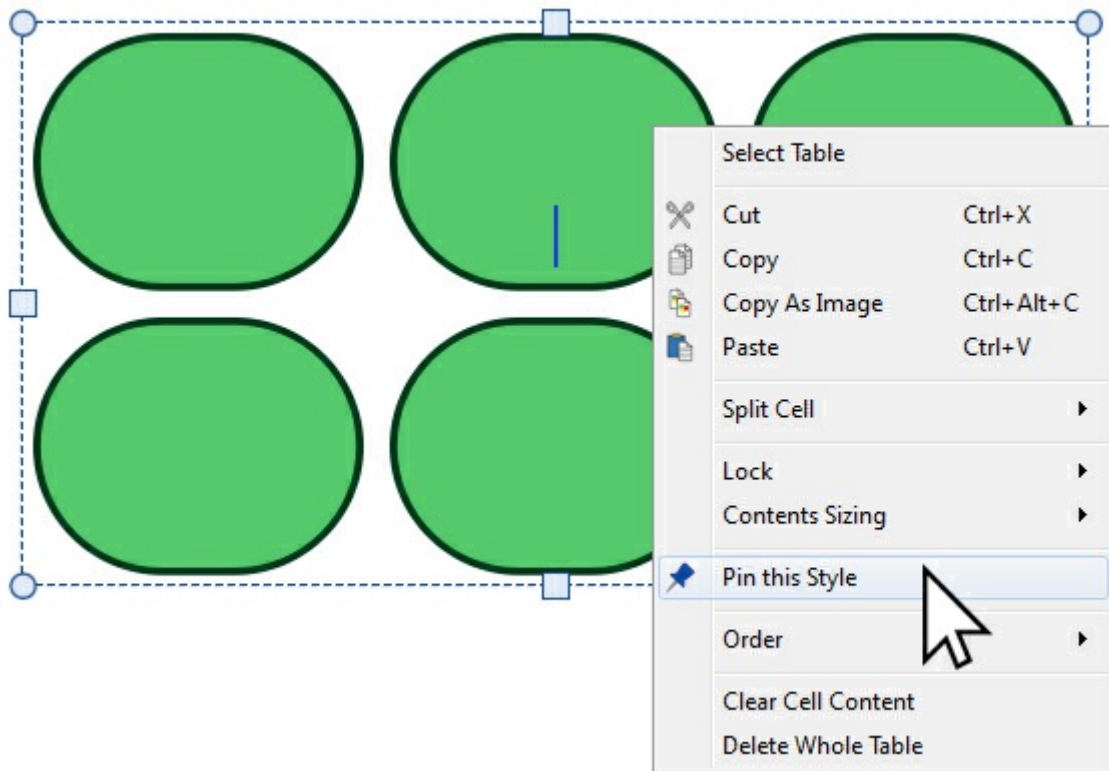 Select Table
Cut Ctrl+X
Copy Ctrl+C
Copy As Image Ctrl+Alt+C
Paste Ctrl+V
Split Cell
Lock
Contents Sizing
Pin this Style
Order
Clear Cell Content
Delete Whole Table